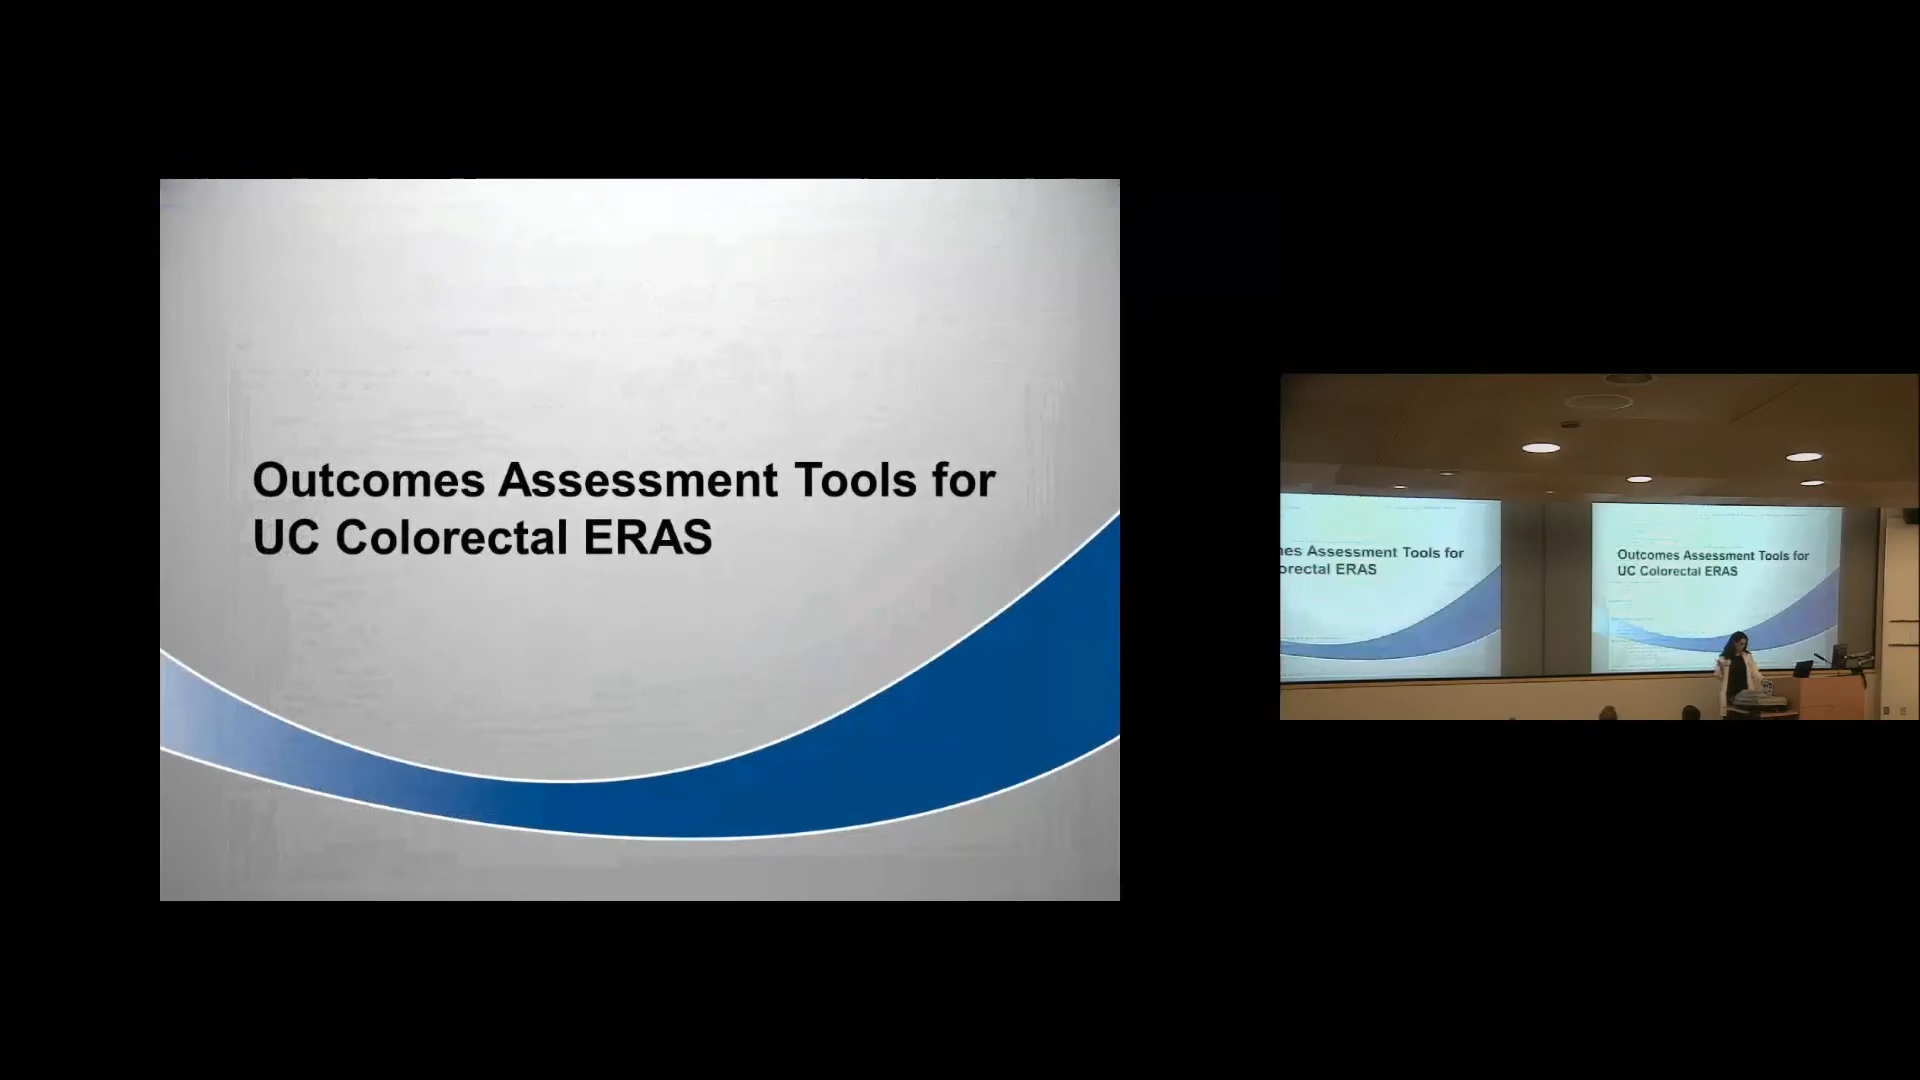 Outcomes Assessment Tools for
UC Colorectal ERAS
nes Assessment Tools for
orectal ERAS
Outcomes Assessment Tools for
UC Colorectal ERAS